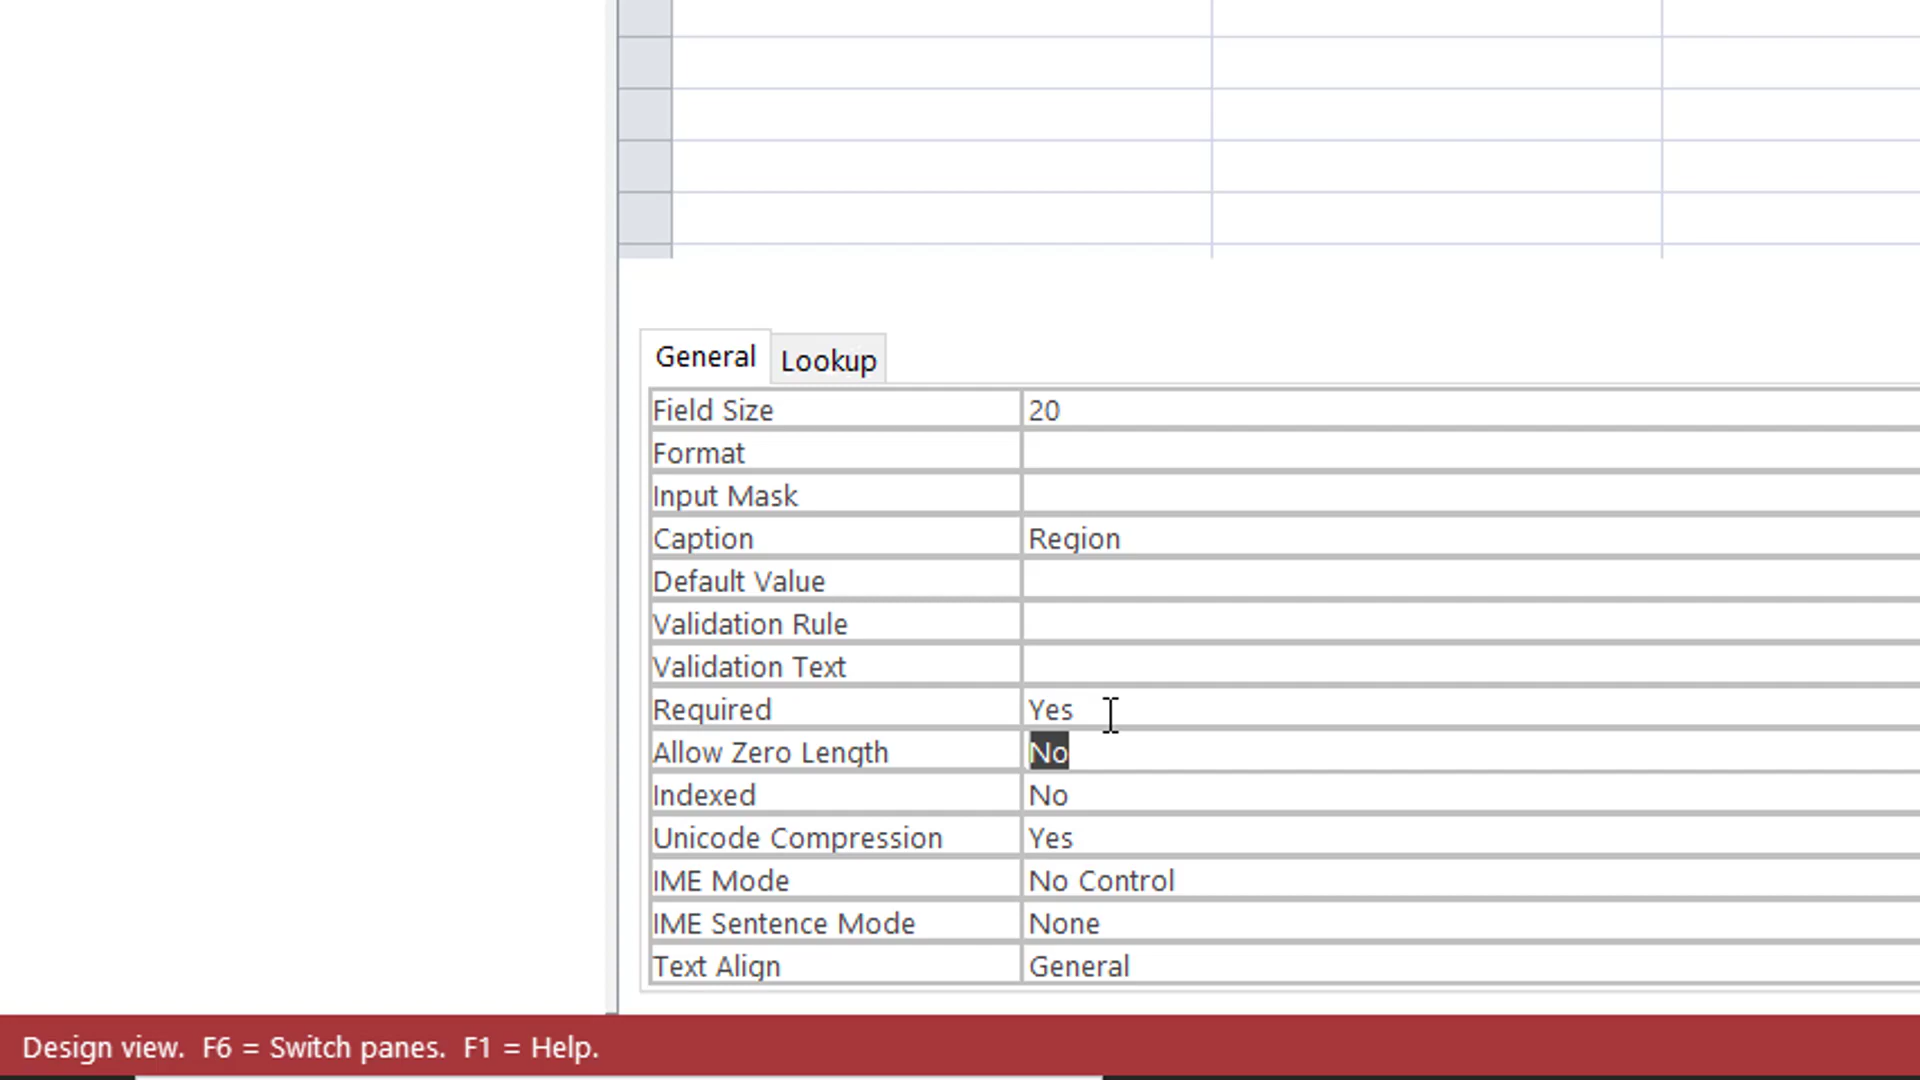 General Lookup
Field Size 20
Format
Input Mask
Caption Region
Default Value
Validation Rule
Validation Text
Required Yes
Allow Zero Length No
Indexed No
Unicode Compression Yes
IME Mode No Control
IME Sentence Mode None
Text Align General
Design view. F6 = Switch panes. F1 = Help.